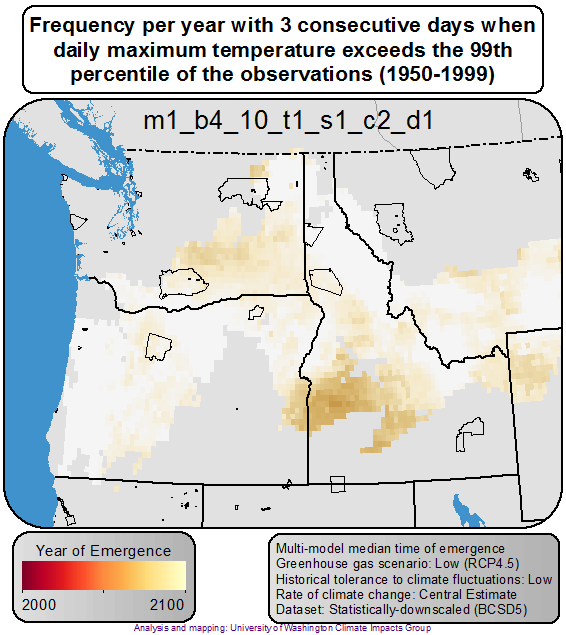 Frequency per year with 3 consecutive days when
daily maximum temperature exceeds the 99th
percentile of the observations (1950-1999)
m1_b4_10_t1_s1_c2_d1
Year of Emergence
2000 2100
Multi-model median time of emergence
Greenhouse gas scenario: Low (RCP4.5)
Historical tolerance to climate fluctuations: Low
Rate of climate change: Central Estimate
Dataset: Statistically-downscaled (BCSD5)
Analysis and mapping: University of Washington Climate Impacts Group